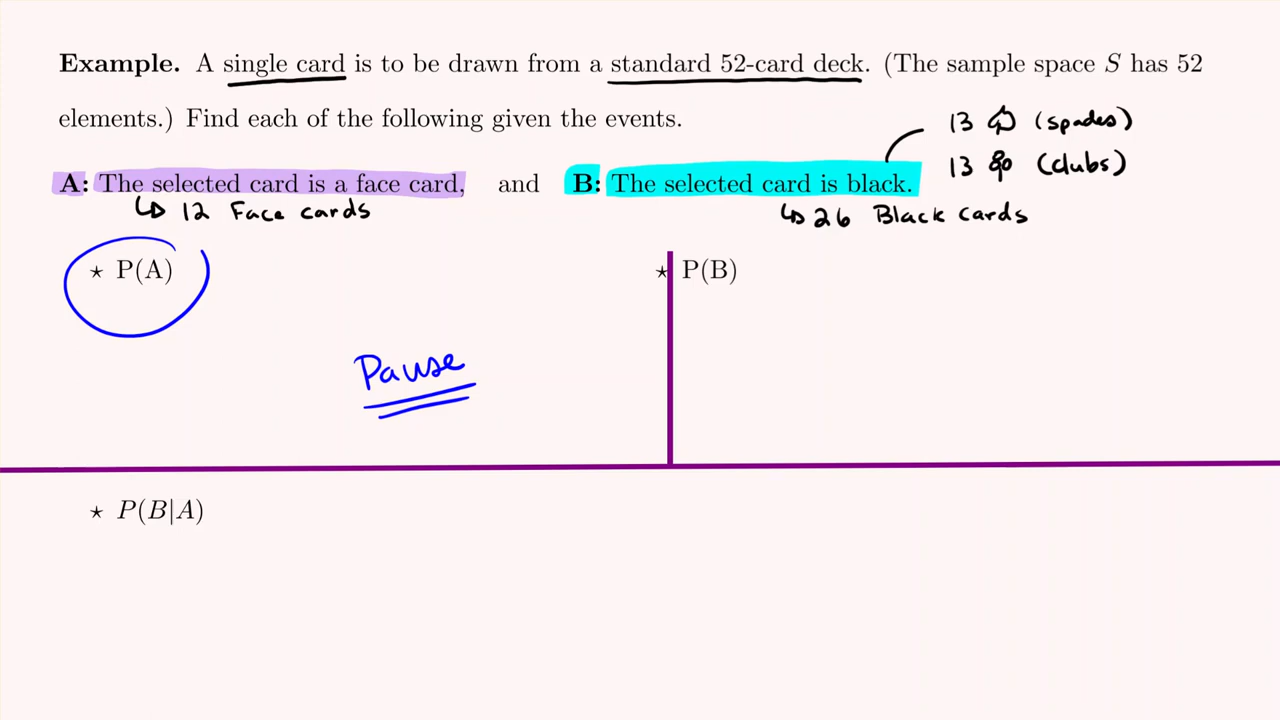 Example. A single card is to be drawn from a standard 52-card deck. (The sample space S has 52
elements.) Find each of the following given the events.
13 ♤ (spades)
13 ♧ (clubs)
A: The selected card is a face card, and B: The selected card is black.
↳ 12 Face cards
↳ 26 Black cards
⋆ P(A)
⋆ P(B)
Pause
⋆ P(B|A)